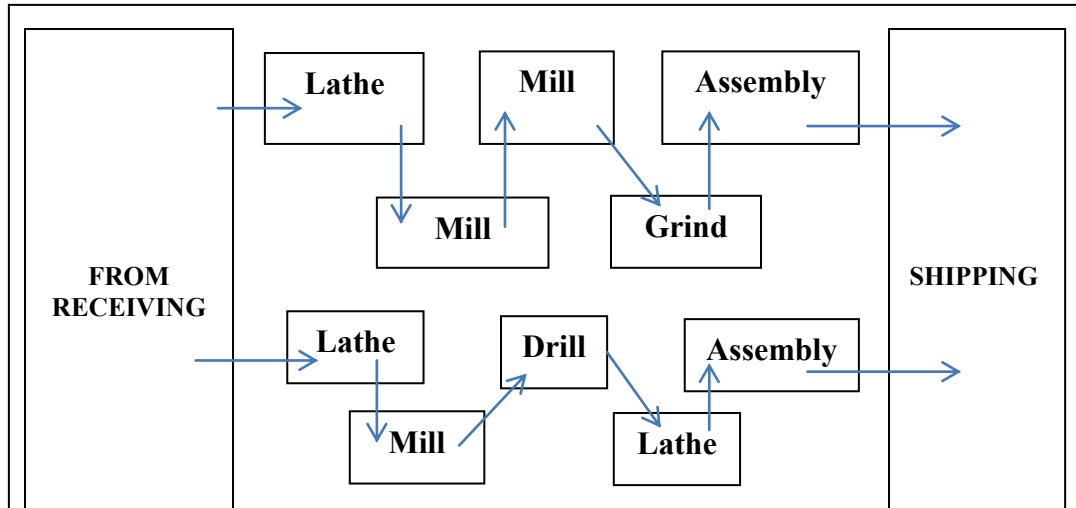 Lathe
Mill
Assembly
Mill
Grind
FROM
RECEIVING
SHIPPING
Lathe
Drill
Assembly
Mill
Lathe